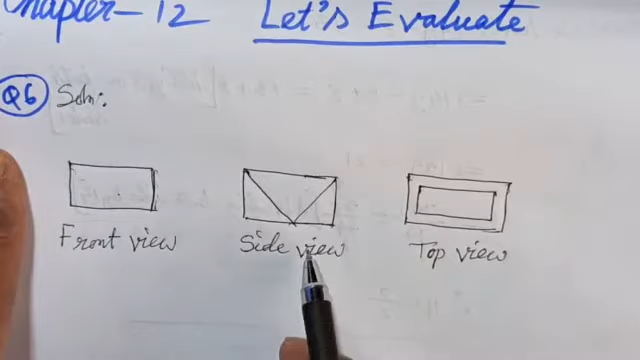 Chapter-12 Let's Evaluate
Q6 Soln:
Front view Side view Top view